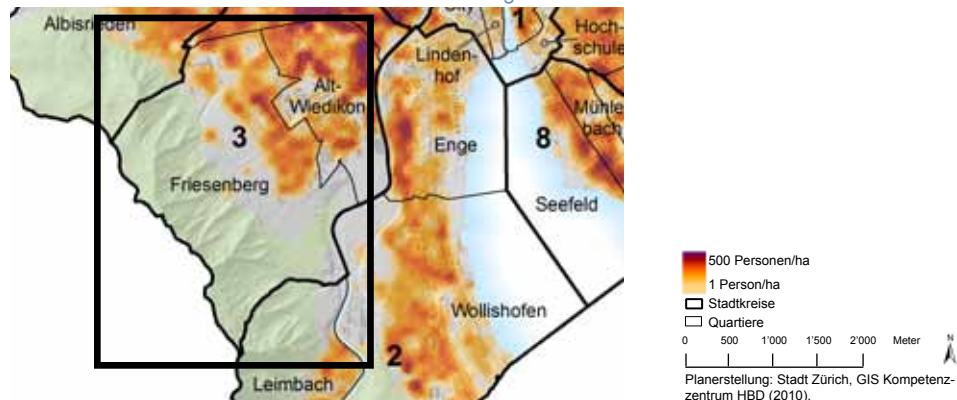 City
1
Albisrieden
Hoch-
schule
Linden-
hof
Alt-
Wiedikon
Mühle
bach
3
Enge
8
Friesenberg
Seefeld
Wollishofen
2
Leimbach
500 Personen/ha
1 Person/ha
Stadtkreise
Quartiere
0 500 1'000 1'500 2'000 Meter N
Planerstellung: Stadt Zürich, GIS Kompetenz-
zentrum HBD (2010).